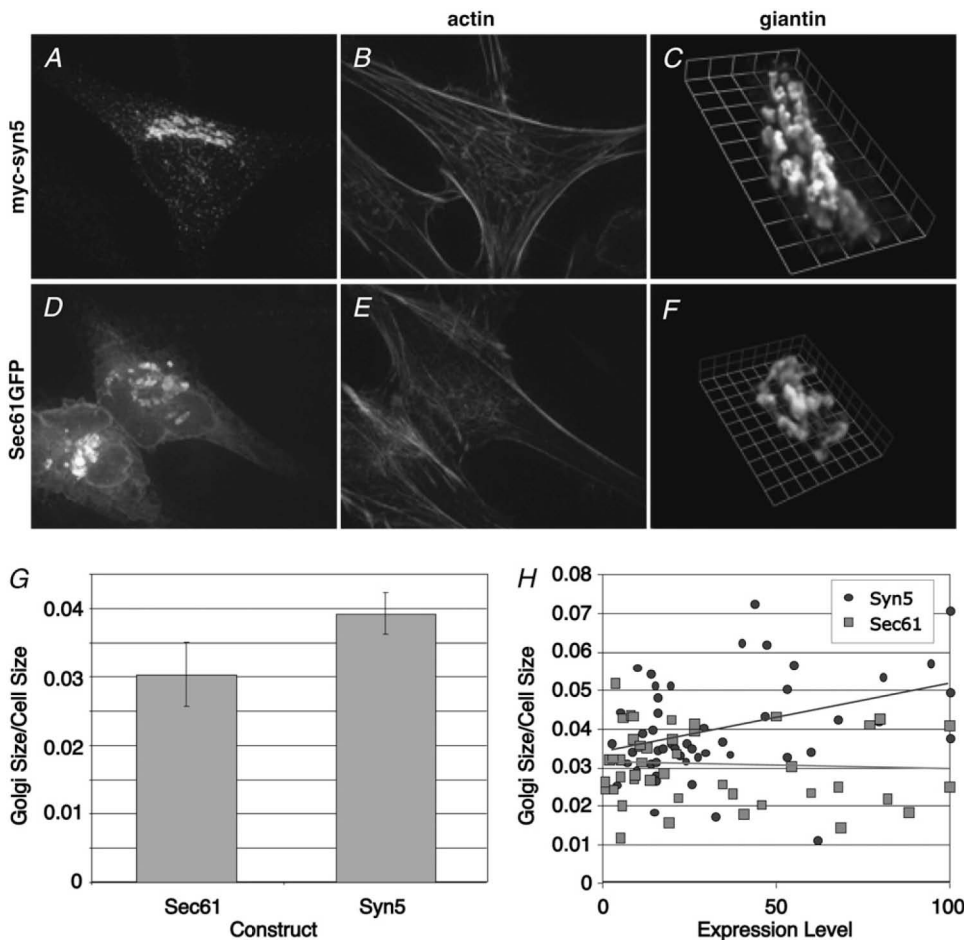 actin giantin
myc-syn5
A B C
Sec61GFP
D E F
G
Golgi Size/Cell Size
0.04
0.03
0.02
0.01
0
Sec61 Syn5
Construct
H
Golgi Size/Cell Size
0.08
0.07
0.06
0.05
0.04
0.03
0.02
0.01
0
Syn5
Sec61
0 50 100
Expression Level